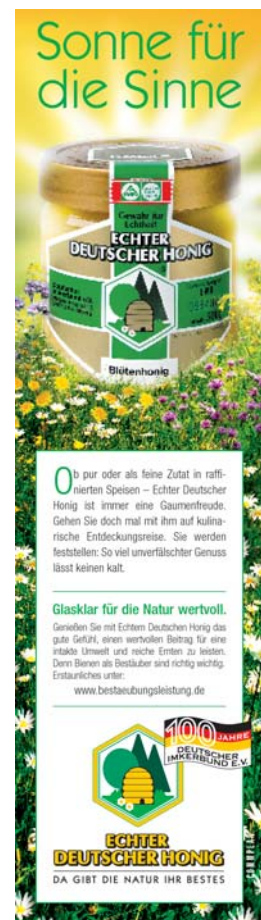 Sonne für
die Sinne
Gewähr für
Echtheit
ECHTER
DEUTSCHER HONIG
Blütenhonig
Ob pur oder als feine Zutat in raffi-
nierten Speisen – Echter Deutscher
Honig ist immer eine Gaumenfreude.
Gehen Sie doch mal mit ihm auf kulina-
rische Entdeckungsreise. Sie werden
feststellen: So viel unverfälschter Genuss
lässt keinen kalt.
Glasklar für die Natur wertvoll.
Genießen Sie mit Echtem Deutschen Honig das
gute Gefühl, einen wertvollen Beitrag für eine
intakte Umwelt und reiche Ernten zu leisten.
Denn Bienen als Bestäuber sind richtig wichtig.
Erstaunliches unter:
www.bestaeubungsleistung.de
100 JAHRE
DEUTSCHER
IMKERBUND E.V.
ECHTER
DEUTSCHER HONIG
DA GIBT DIE NATUR IHR BESTES